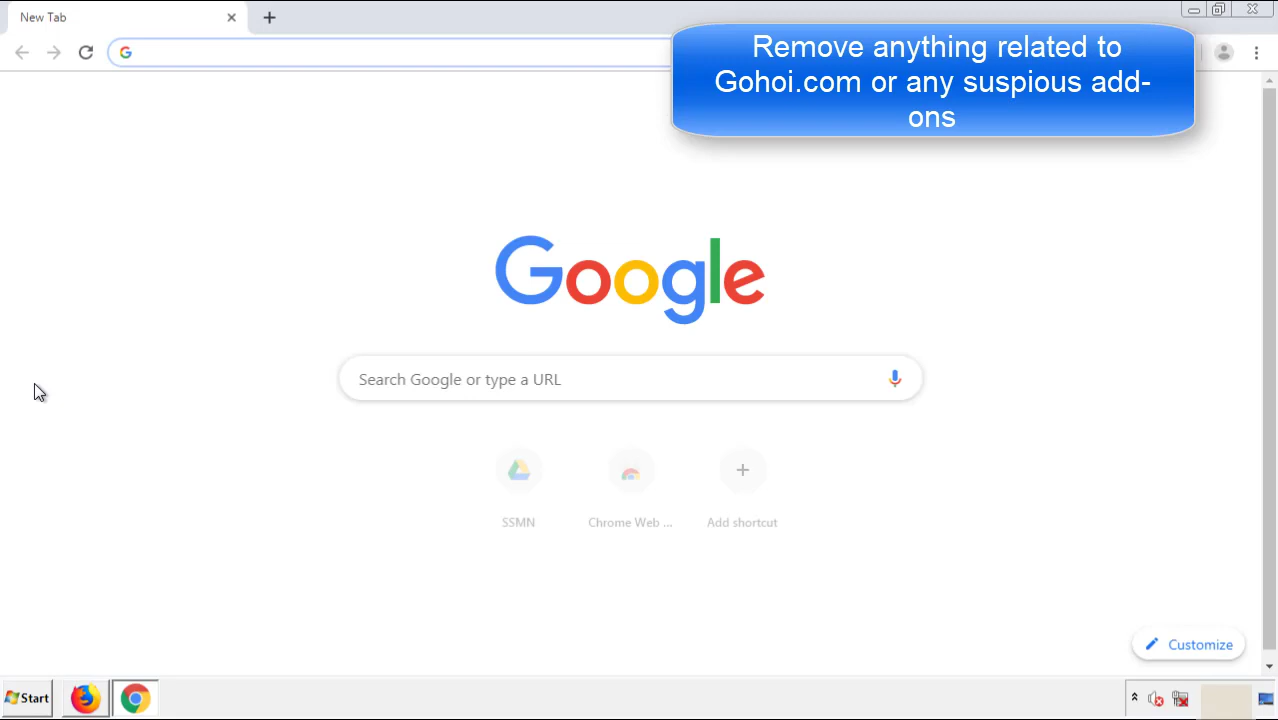 New Tab
Remove anything related to
Gohoi.com or any suspious add-
ons
Google
Search Google or type a URL
SSMN
Chrome Web ...
Add shortcut
Customize
Start